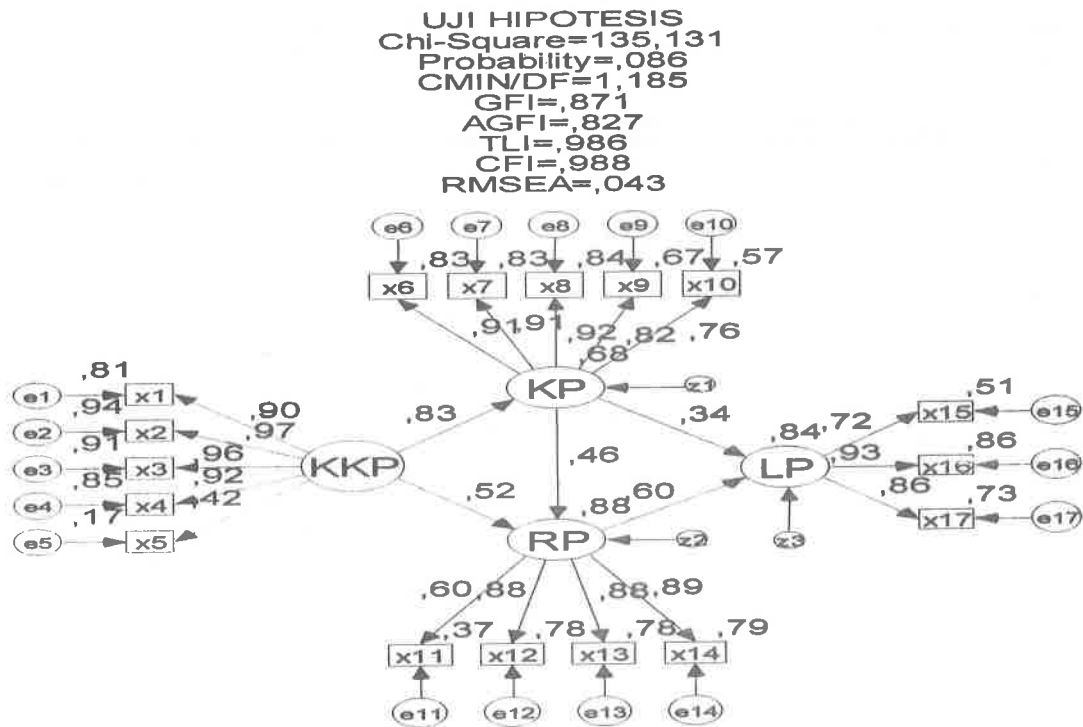 UJI HIPOTESIS
Chi-Square=135,131
Probability=,086
CMIN/DF=1,185
GFI=,871
AGFI=,827
TLI=,986
CFI=,988
RMSEA=,043
e6 e7 e8 e9 e10
,83 ,83 ,84 ,67 ,57
x6 x7 x8 x9 x10
,91 ,91 ,92 ,82 ,76
,68
KP z1
,81
e1 x1
,94 ,90
e2 x2 ,97
,91
e3 x3 ,96
,85 ,92
e4 x4 ,42
,17
e5 x5
KKP
,83 ,34
,46
,52 ,88 ,60
RP z2
,84 ,72 ,51
x15 e15
LP ,93 ,86
x16 e16
,86 ,73
x17 e17
z3
,60 ,88 ,88 ,89
,37 ,78 ,78 ,79
x11 x12 x13 x14
e11 e12 e13 e14